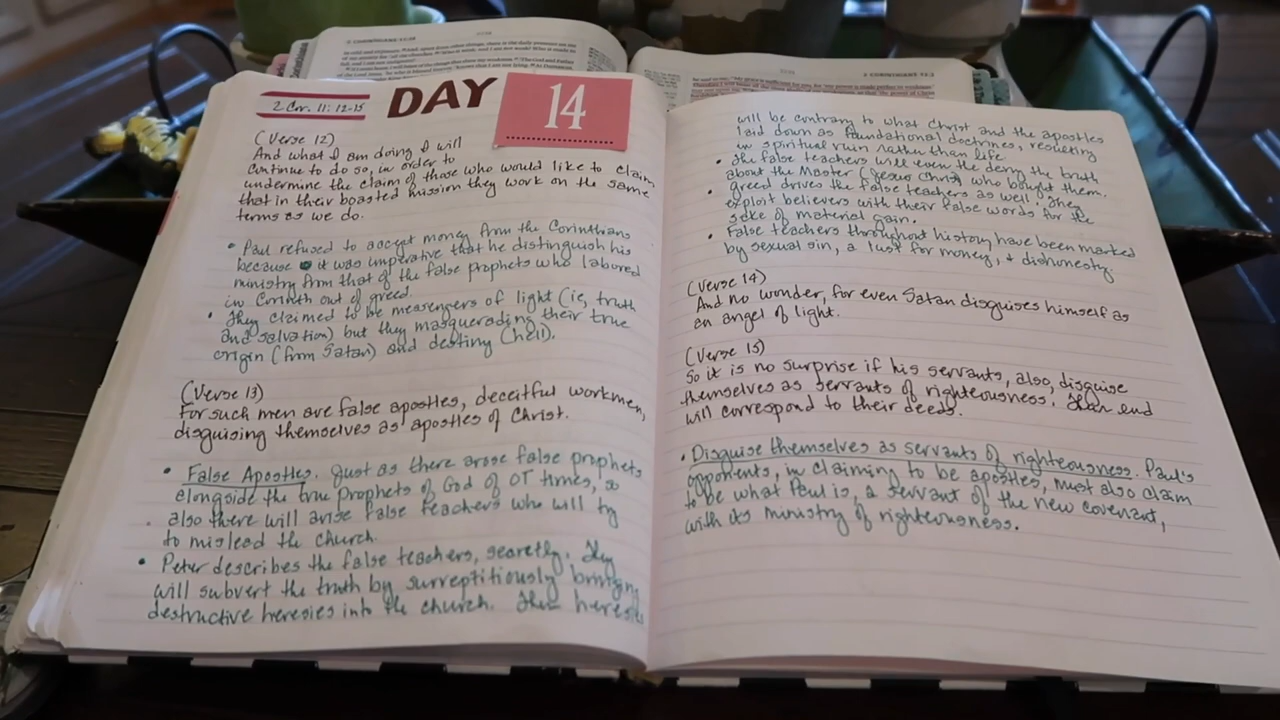 2 CORINTHIANS 12:2
2 Cor. 11:12-15
DAY
14
(Verse 12)
And what I am doing I will
continue to do so, in order to
undermine the claim of those who would like to claim
that in their boasted mission they work on the same
terms as we do.
• Paul refused to accept money from the Corinthians
because it was imperative that he distinguish his
ministry from that of the false prophets who labored
in Corinth out of greed.
• They claimed to be messengers of light (ie, truth
and salvation) but they masquerading their true
origin (from Satan) and destiny (hell).
(Verse 13)
For such men are false apostles, deceitful workmen,
disguising themselves as apostles of Christ.
• False Apostles. Just as there arose false prophets
alongside the true prophets of God of OT times, so
also there will arise false teachers who will try
to mislead the church.
• Peter describes the false teachers, secretly. They
will subvert the truth by surreptitiously bringing
destructive heresies into the church. Their heresies
will be contrary to what Christ and the apostles
laid down as foundational doctrines, resulting
in spiritual ruin rather than life.
• The false teachers will even the deny the truth
about the Master (Jesus Christ) who bought them.
• greed drives the false teachers as well. They
exploit believers with their false words for the
sake of material gain.
• False teachers throughout history have been marked
by sexual sin, a lust for money, + dishonesty.
(Verse 14)
And no wonder, for even Satan disguises himself as
an angel of light.
(Verse 15)
So it is no surprise if his servants, also, disguise
themselves as servants of righteousness. Their end
will correspond to their deeds.
• Disguise themselves as servants of righteousness. Paul's
opponents, in claiming to be apostles, must also claim
to be what Paul is, a servant of the new covenant,
with its ministry of righteousness.